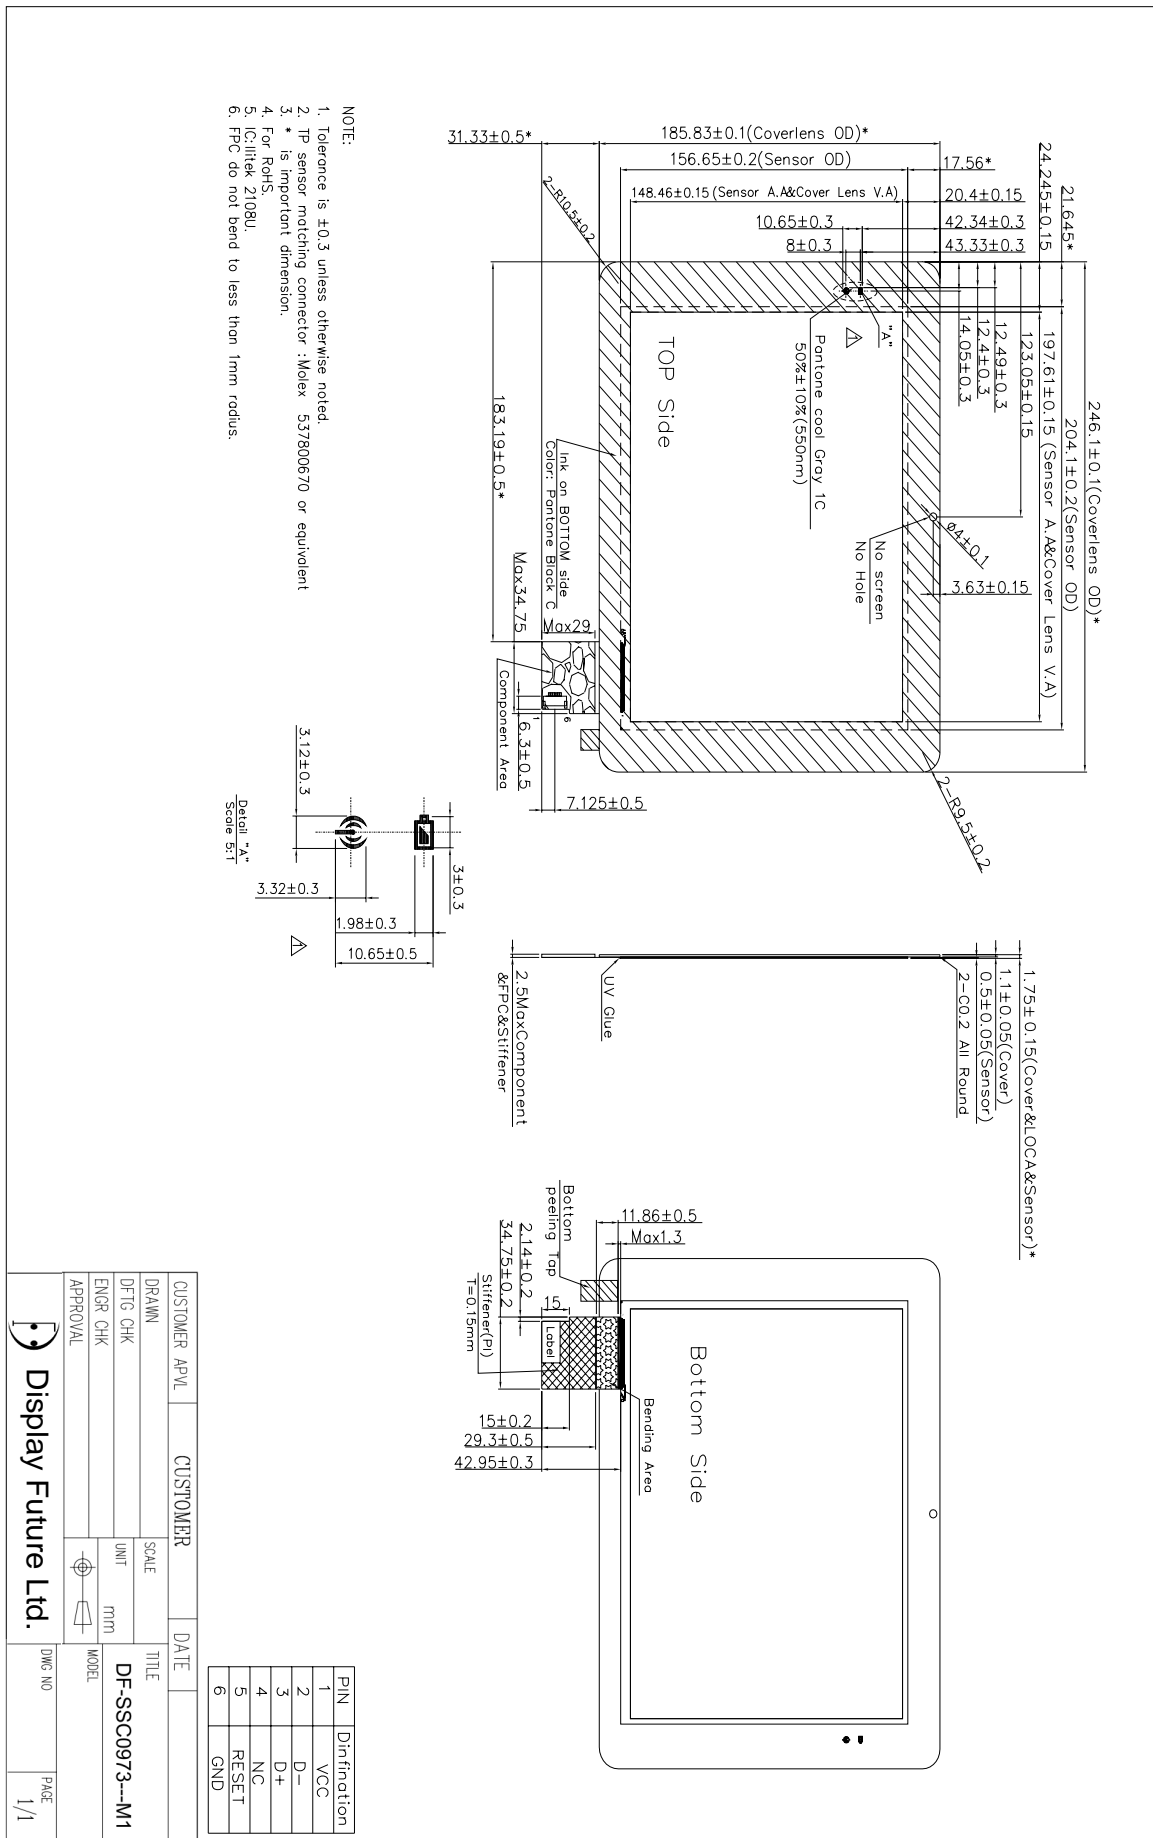 246.1±0.1(Coverlens OD)*
204.1±0.2(Sensor OD)
197.61±0.15 (Sensor A.A&Cover Lens V.A)
123.05±0.15
12.49±0.3
12.4±0.3
14.05±0.3
21.645*
24.245±0.15
17.56*
20.4±0.15
42.34±0.3
43.33±0.3
185.83±0.1(Coverlens OD)*
156.65±0.2(Sensor OD)
148.46±0.15(Sensor A.A&Cover Lens V.A)
10.65±0.3
8±0.3
31.33±0.5*
2-R10.5±0.2
Ø4±0.1
3.63±0.15
No screen
No Hole
"A"
1
Pantone cool Gray 1C
50%±10%(550nm)
TOP Side
2-R9.5±0.2
183.19±0.5*
Ink on BOTTOM side
Color: Pantone Black C
Max34.75
Max29
Component Area
1
6
6.3±0.5
7.125±0.5
NOTE:
1. Tolerance is ±0.3 unless otherwise noted.
2. TP sensor matching connector :Molex 537800670 or equivalent
3. * is important dimension.
4. For RoHS.
5. IC:Ilitek 2108U.
6. FPC do not bend to less than 1mm radius.
3.12±0.3
3±0.3
3.32±0.3
1.98±0.3
10.65±0.5
1
Detail "A"
Scale 5:1
1.75±0.15(Cover&LOCA&Sensor)*
1.1±0.05(Cover)
0.5±0.05(Sensor)
2-C0.2 All Round
UV Glue
2.5MaxComponent
&FPC&Stiffener
Bottom
peeling Tap
11.86±0.5
Max1.3
2.14±0.2
34.75±0.2
Stiffener(PI)
T=0.15mm
15
Label
Bending Area
15±0.2
29.3±0.5
42.95±0.3
Bottom Side
PIN Dinfination
1 VCC
2 D-
3 D+
4 NC
5 RESET
6 GND
CUSTOMER APVL CUSTOMER DATE
DRAWN
DFTG CHK
ENGR CHK
APPROVAL
SCALE
UNIT mm
TITLE
DF-SSC0973---M1
MODEL
Display Future Ltd.
DWG NO
PAGE
1/1